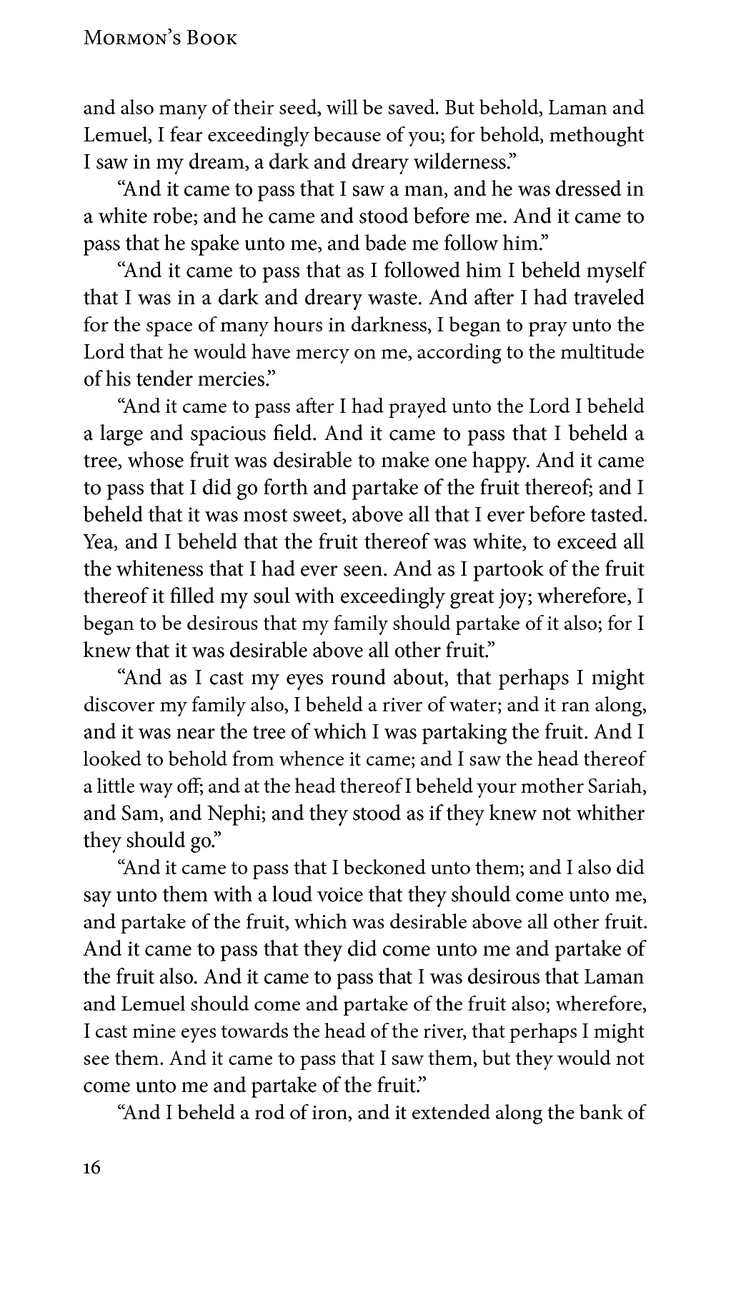 Mormon’s Book
and also many of their seed, will be saved. But behold, Laman and
Lemuel, I fear exceedingly because of you; for behold, methought
I saw in my dream, a dark and dreary wilderness.”
“And it came to pass that I saw a man, and he was dressed in
a white robe; and he came and stood before me. And it came to
pass that he spake unto me, and bade me follow him.”
“And it came to pass that as I followed him I beheld myself
that I was in a dark and dreary waste. And after I had traveled
for the space of many hours in darkness, I began to pray unto the
Lord that he would have mercy on me, according to the multitude
of his tender mercies.”
“And it came to pass after I had prayed unto the Lord I beheld
a large and spacious field. And it came to pass that I beheld a
tree, whose fruit was desirable to make one happy. And it came
to pass that I did go forth and partake of the fruit thereof; and I
beheld that it was most sweet, above all that I ever before tasted.
Yea, and I beheld that the fruit thereof was white, to exceed all
the whiteness that I had ever seen. And as I partook of the fruit
thereof it filled my soul with exceedingly great joy; wherefore, I
began to be desirous that my family should partake of it also; for I
knew that it was desirable above all other fruit.”
“And as I cast my eyes round about, that perhaps I might
discover my family also, I beheld a river of water; and it ran along,
and it was near the tree of which I was partaking the fruit. And I
looked to behold from whence it came; and I saw the head thereof
a little way off; and at the head thereof I beheld your mother Sariah,
and Sam, and Nephi; and they stood as if they knew not whither
they should go.”
“And it came to pass that I beckoned unto them; and I also did
say unto them with a loud voice that they should come unto me,
and partake of the fruit, which was desirable above all other fruit.
And it came to pass that they did come unto me and partake of
the fruit also. And it came to pass that I was desirous that Laman
and Lemuel should come and partake of the fruit also; wherefore,
I cast mine eyes towards the head of the river, that perhaps I might
see them. And it came to pass that I saw them, but they would not
come unto me and partake of the fruit.”
“And I beheld a rod of iron, and it extended along the bank of
16